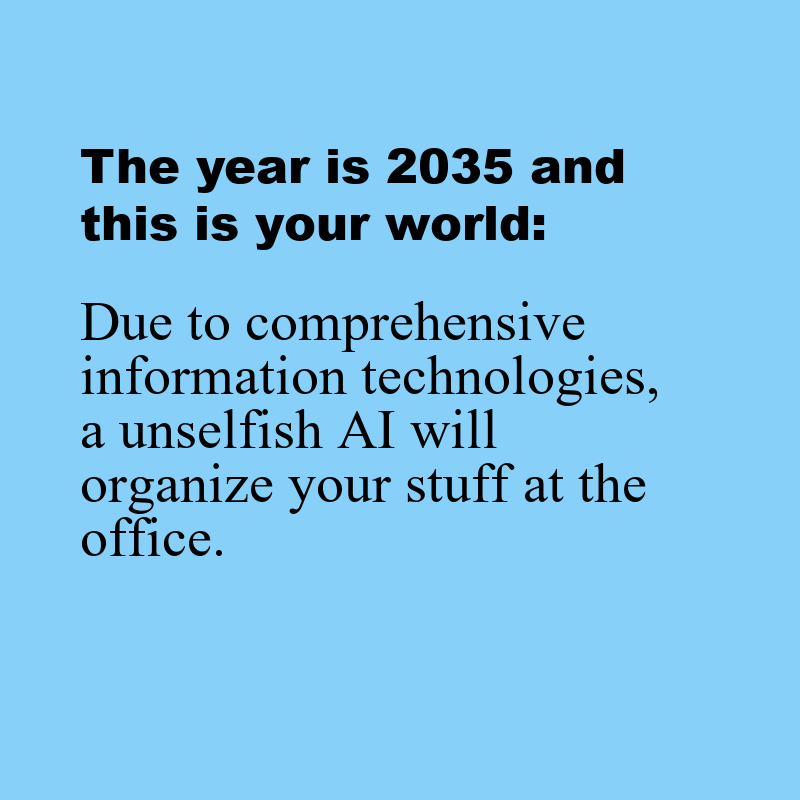 The year is 2035 and
this is your world:
Due to comprehensive
information technologies,
a unselfish AI will
organize your stuff at the
office.